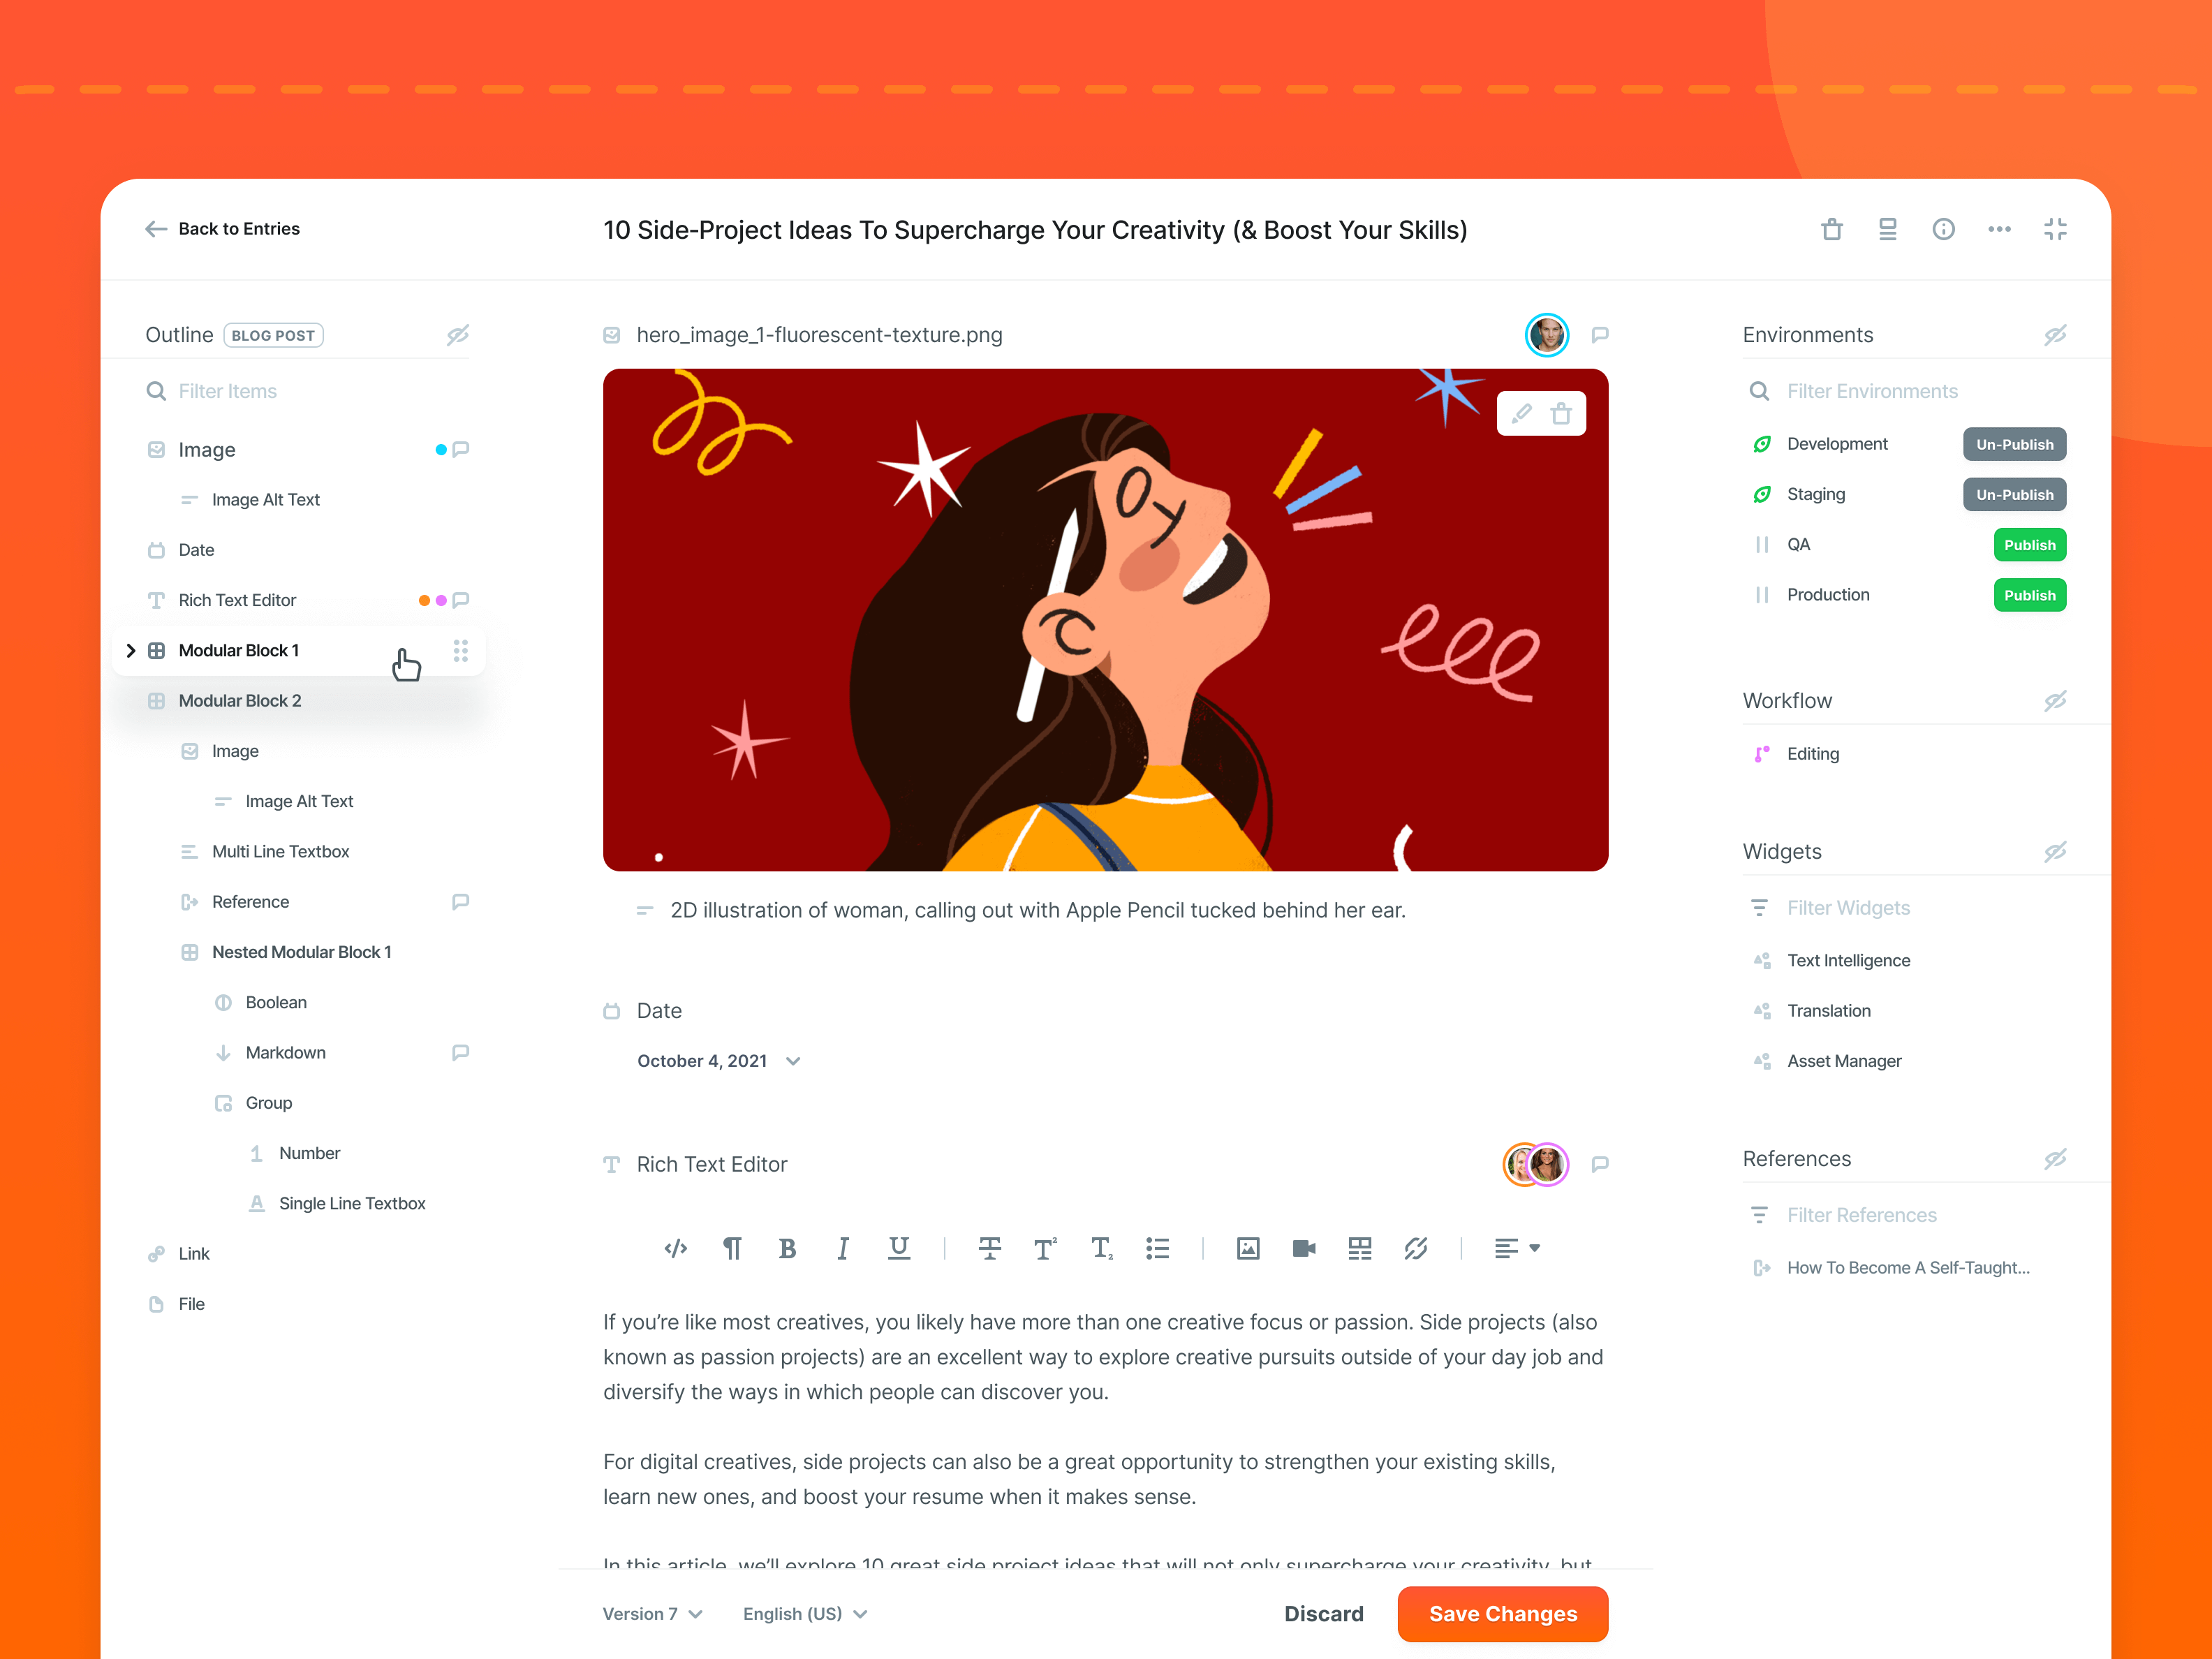 Back to Entries
10 Side-Project Ideas To Supercharge Your Creativity (& Boost Your Skills)
Outline BLOG POST
Filter Items
Image
Image Alt Text
Date
Rich Text Editor
Modular Block 1
Modular Block 2
Image
Image Alt Text
Multi Line Textbox
Reference
Nested Modular Block 1
Boolean
Markdown
Group
Number
Single Line Textbox
Link
File
hero_image_1-fluorescent-texture.png
2D illustration of woman, calling out with Apple Pencil tucked behind her ear.
Date
October 4, 2021
Rich Text Editor
If you’re like most creatives, you likely have more than one creative focus or passion. Side projects (also
known as passion projects) are an excellent way to explore creative pursuits outside of your day job and
diversify the ways in which people can discover you.
For digital creatives, side projects can also be a great opportunity to strengthen your existing skills,
learn new ones, and boost your resume when it makes sense.
In this article, we’ll explore 10 great side project ideas that will not only supercharge your creativity, but
Version 7
English (US)
Discard
Save Changes
Environments
Filter Environments
Development Un-Publish
Staging Un-Publish
QA Publish
Production Publish
Workflow
Editing
Widgets
Filter Widgets
Text Intelligence
Translation
Asset Manager
References
Filter References
How To Become A Self-Taught...